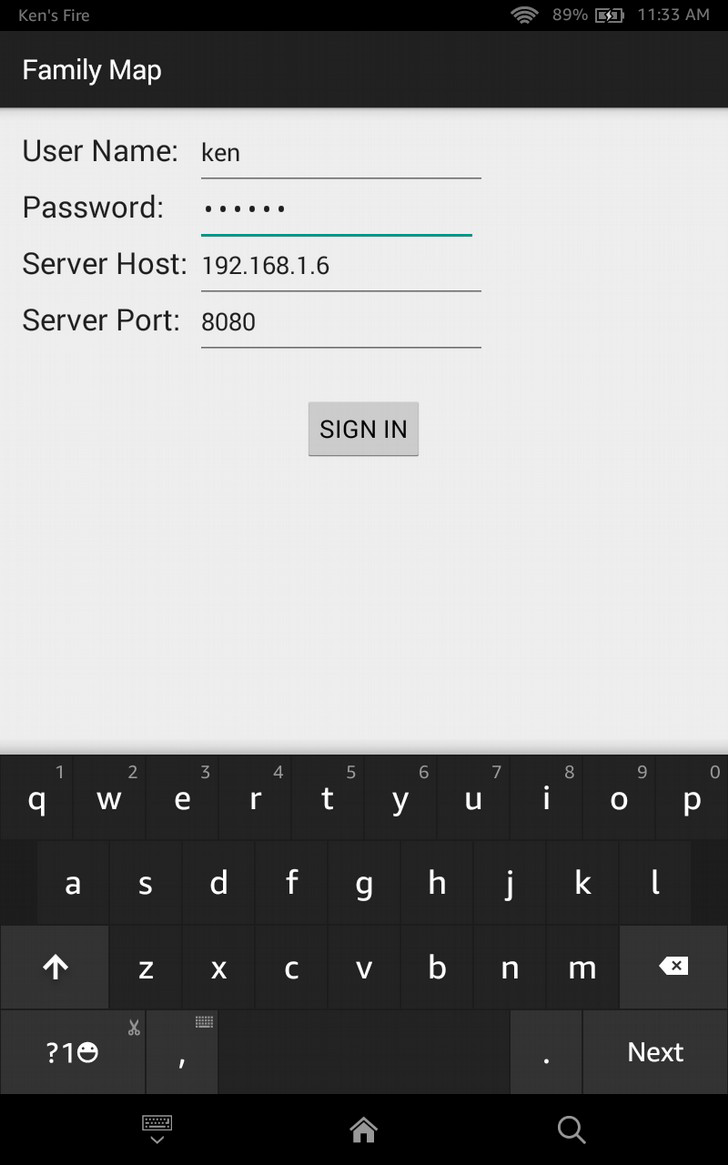 Ken's Fire 89% 11:33 AM
Family Map
User Name: ken
Password: ••••••
Server Host: 192.168.1.6
Server Port: 8080
SIGN IN
1 2 3 4 5 6 7 8 9 0
q w e r t y u i o p
a s d f g h j k l
z x c v b n m
?1 , . Next